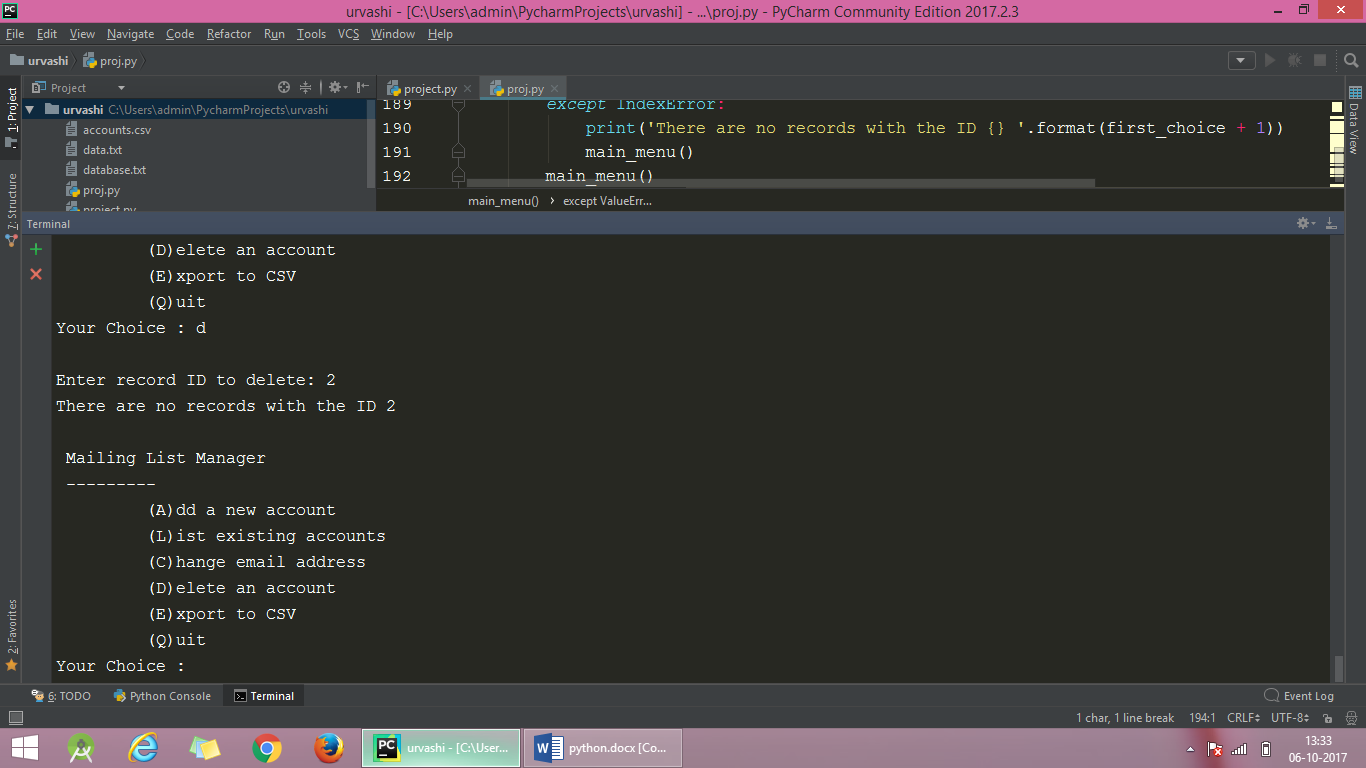 urvashi - [C:\Users\admin\PycharmProjects\urvashi] - ...\proj.py - PyCharm Community Edition 2017.2.3
File Edit View Navigate Code Refactor Run Tools VCS Window Help
urvashi proj.py
Project
project.py proj.py
urvashi C:\Users\admin\PycharmProjects\urvashi
accounts.csv
data.txt
database.txt
proj.py
project.py
189 except IndexError:
190 print('There are no records with the ID {} '.format(first_choice + 1))
191 main_menu()
192 main_menu()
main_menu() › except ValueErr...
1: Project
7: Structure
2: Favorites
Data View
Terminal
(D)elete an account
(E)xport to CSV
(Q)uit
Your Choice : d
Enter record ID to delete: 2
There are no records with the ID 2
Mailing List Manager
---------
(A)dd a new account
(L)ist existing accounts
(C)hange email address
(D)elete an account
(E)xport to CSV
(Q)uit
Your Choice :
6: TODO Python Console Terminal Event Log
1 char, 1 line break 194:1 CRLF UTF-8
urvashi - [C:\User... python.docx [Co...
13:33
06-10-2017